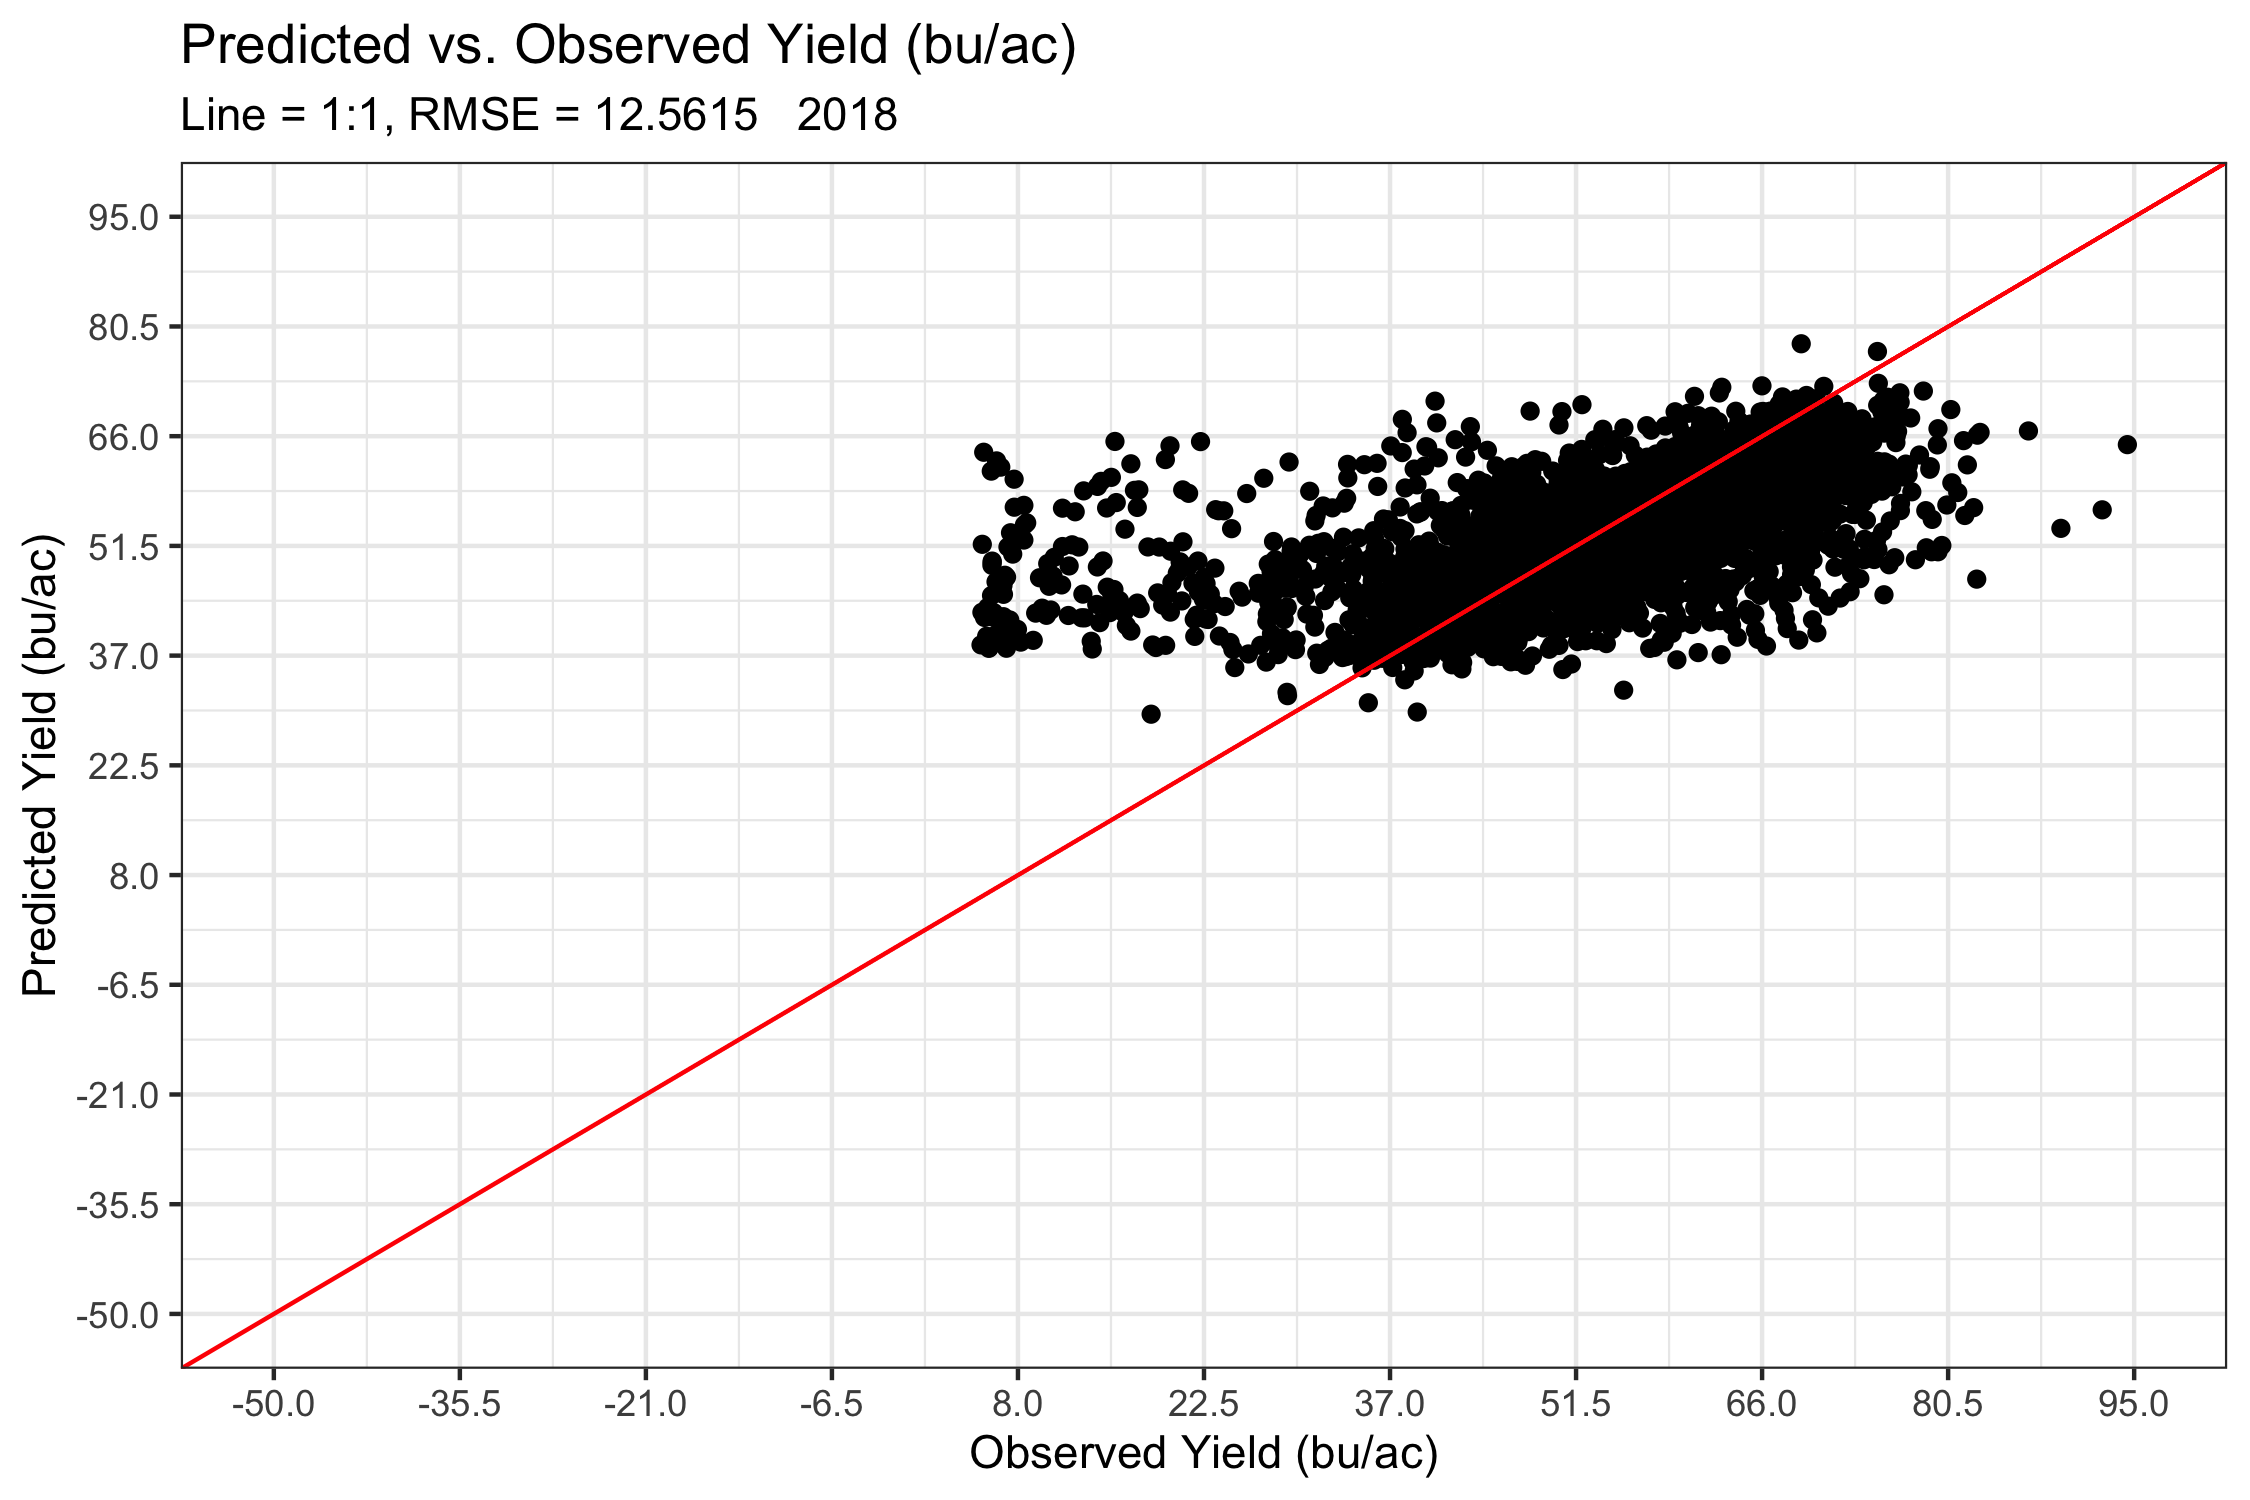 Predicted vs. Observed Yield (bu/ac)
Line = 1:1, RMSE = 12.5615   2018
Predicted Yield (bu/ac)
95.0
80.5
66.0
51.5
37.0
22.5
8.0
-6.5
-21.0
-35.5
-50.0
-50.0 -35.5 -21.0 -6.5 8.0 22.5 37.0 51.5 66.0 80.5 95.0
Observed Yield (bu/ac)